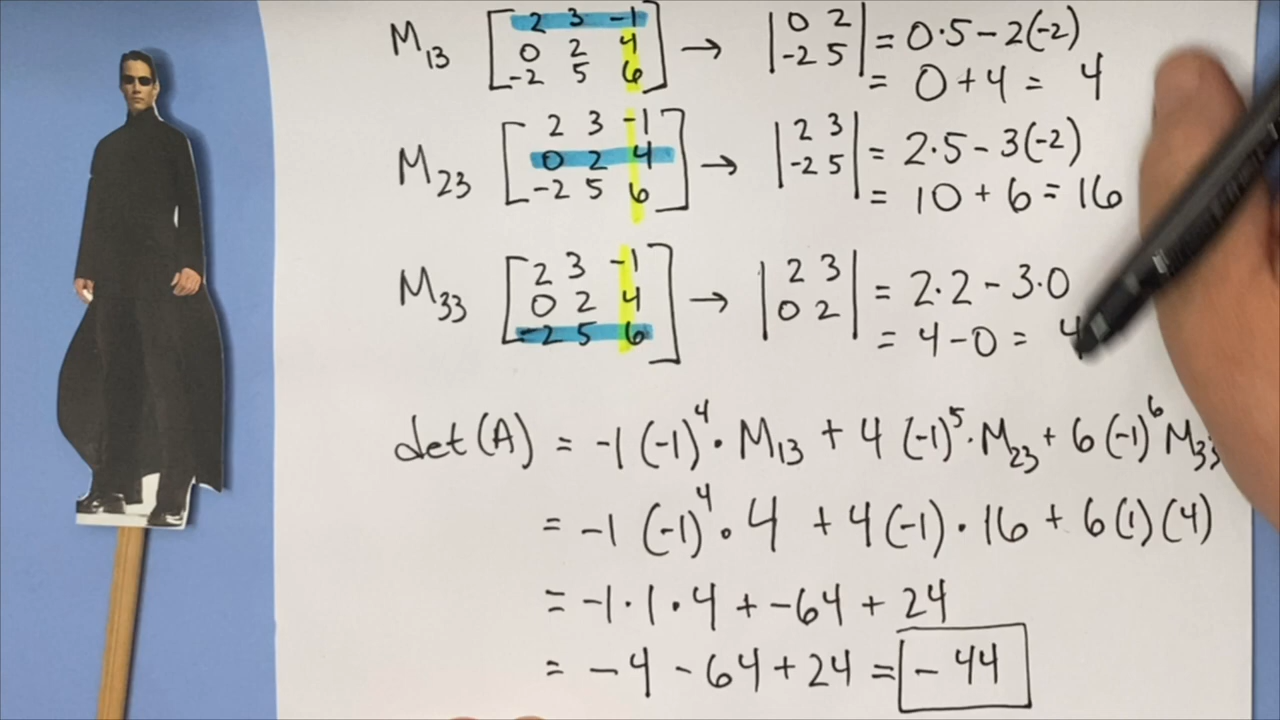 M₁₃ [2 3 -1 → |0 2| = 0·5 - 2(-2)
0 2 4 |-2 5| = 0 + 4 = 4
-2 5 6]
M₂₃ [2 3 -1 → |2 3| = 2·5 - 3(-2)
0 2 4 |-2 5| = 10 + 6 = 16
-2 5 6]
M₃₃ [2 3 -1 → |2 3| = 2·2 - 3·0
0 2 4 |0 2| = 4 - 0 = 4
-2 5 6]
det(A) = -1(-1)⁴·M₁₃ + 4(-1)⁵·M₂₃ + 6(-1)⁶M₃₃
= -1(-1)⁴·4 + 4(-1)·16 + 6(1)(4)
= -1·1·4 + -64 + 24
= -4 - 64 + 24 = -44